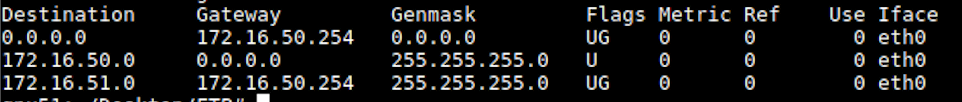 Destination     Gateway         Genmask         Flags Metric Ref    Use Iface
0.0.0.0         172.16.50.254   0.0.0.0         UG    0      0        0 eth0
172.16.50.0     0.0.0.0         255.255.255.0   U     0      0        0 eth0
172.16.51.0     172.16.50.254   255.255.255.0   UG    0      0        0 eth0